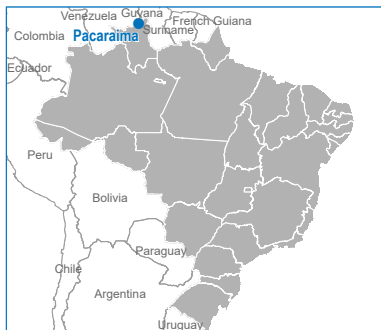 Venezuela
Guyana
Suriname
French Guiana
Colombia
Pacaraima
Ecuador
Peru
Bolivia
Paraguay
Chile
Argentina
Uruguay